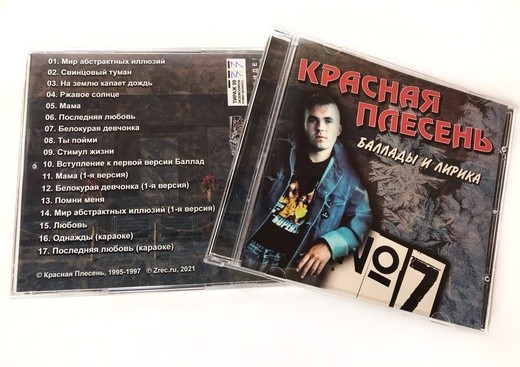 01. Мир абстрактных иллюзий
02. Свинцовый туман
03. На землю капает дождь
04. Ржавое солнце
05. Мама
06. Последняя любовь
07. Белокурая девчонка
08. Ты пойми
09. Стимул жизни
10. Вступление к первой версии Баллад
11. Мама (1-я версия)
12. Белокурая девчонка (1-я версия)
13. Помни меня
14. Мир абстрактных иллюзий (1-я версия)
15. Любовь
16. Однажды (караоке)
17. Последняя любовь (караоке)
© Красная Плесень, 1995-1997
℗ Zrec.ru, 2021
ТИРАЖ 99
КРАСНАЯ
ПЛЕСЕНЬ
БАЛЛАДЫ И ЛИРИКА
№7